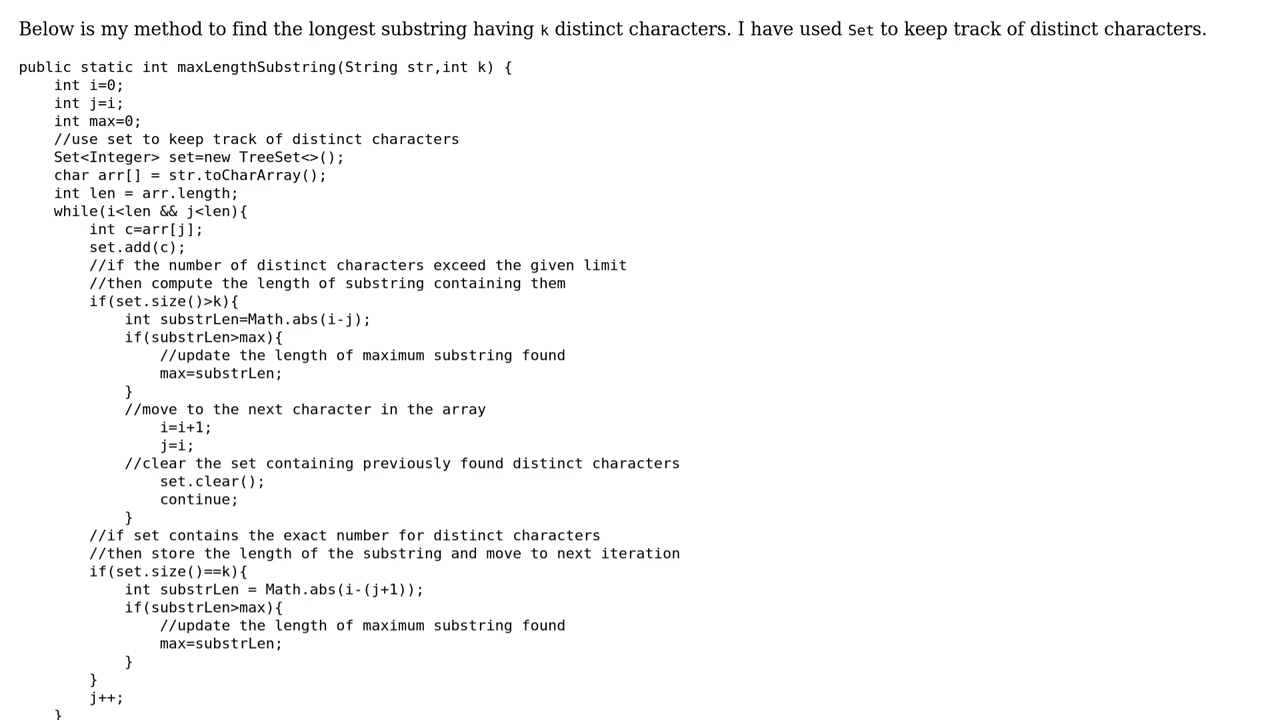 Below is my method to find the longest substring having k distinct characters. I have used Set to keep track of distinct characters.
public static int maxLengthSubstring(String str,int k) {
    int i=0;
    int j=i;
    int max=0;
    //use set to keep track of distinct characters
    Set<Integer> set=new TreeSet<>();
    char arr[] = str.toCharArray();
    int len = arr.length;
    while(i<len && j<len){
        int c=arr[j];
        set.add(c);
        //if the number of distinct characters exceed the given limit
        //then compute the length of substring containing them
        if(set.size()>k){
            int substrLen=Math.abs(i-j);
            if(substrLen>max){
                //update the length of maximum substring found
                max=substrLen;
            }
            //move to the next character in the array
                i=i+1;
                j=i;
            //clear the set containing previously found distinct characters
                set.clear();
                continue;
            }
        //if set contains the exact number for distinct characters
        //then store the length of the substring and move to next iteration
        if(set.size()==k){
            int substrLen = Math.abs(i-(j+1));
            if(substrLen>max){
                //update the length of maximum substring found
                max=substrLen;
            }
        }
        j++;
    }